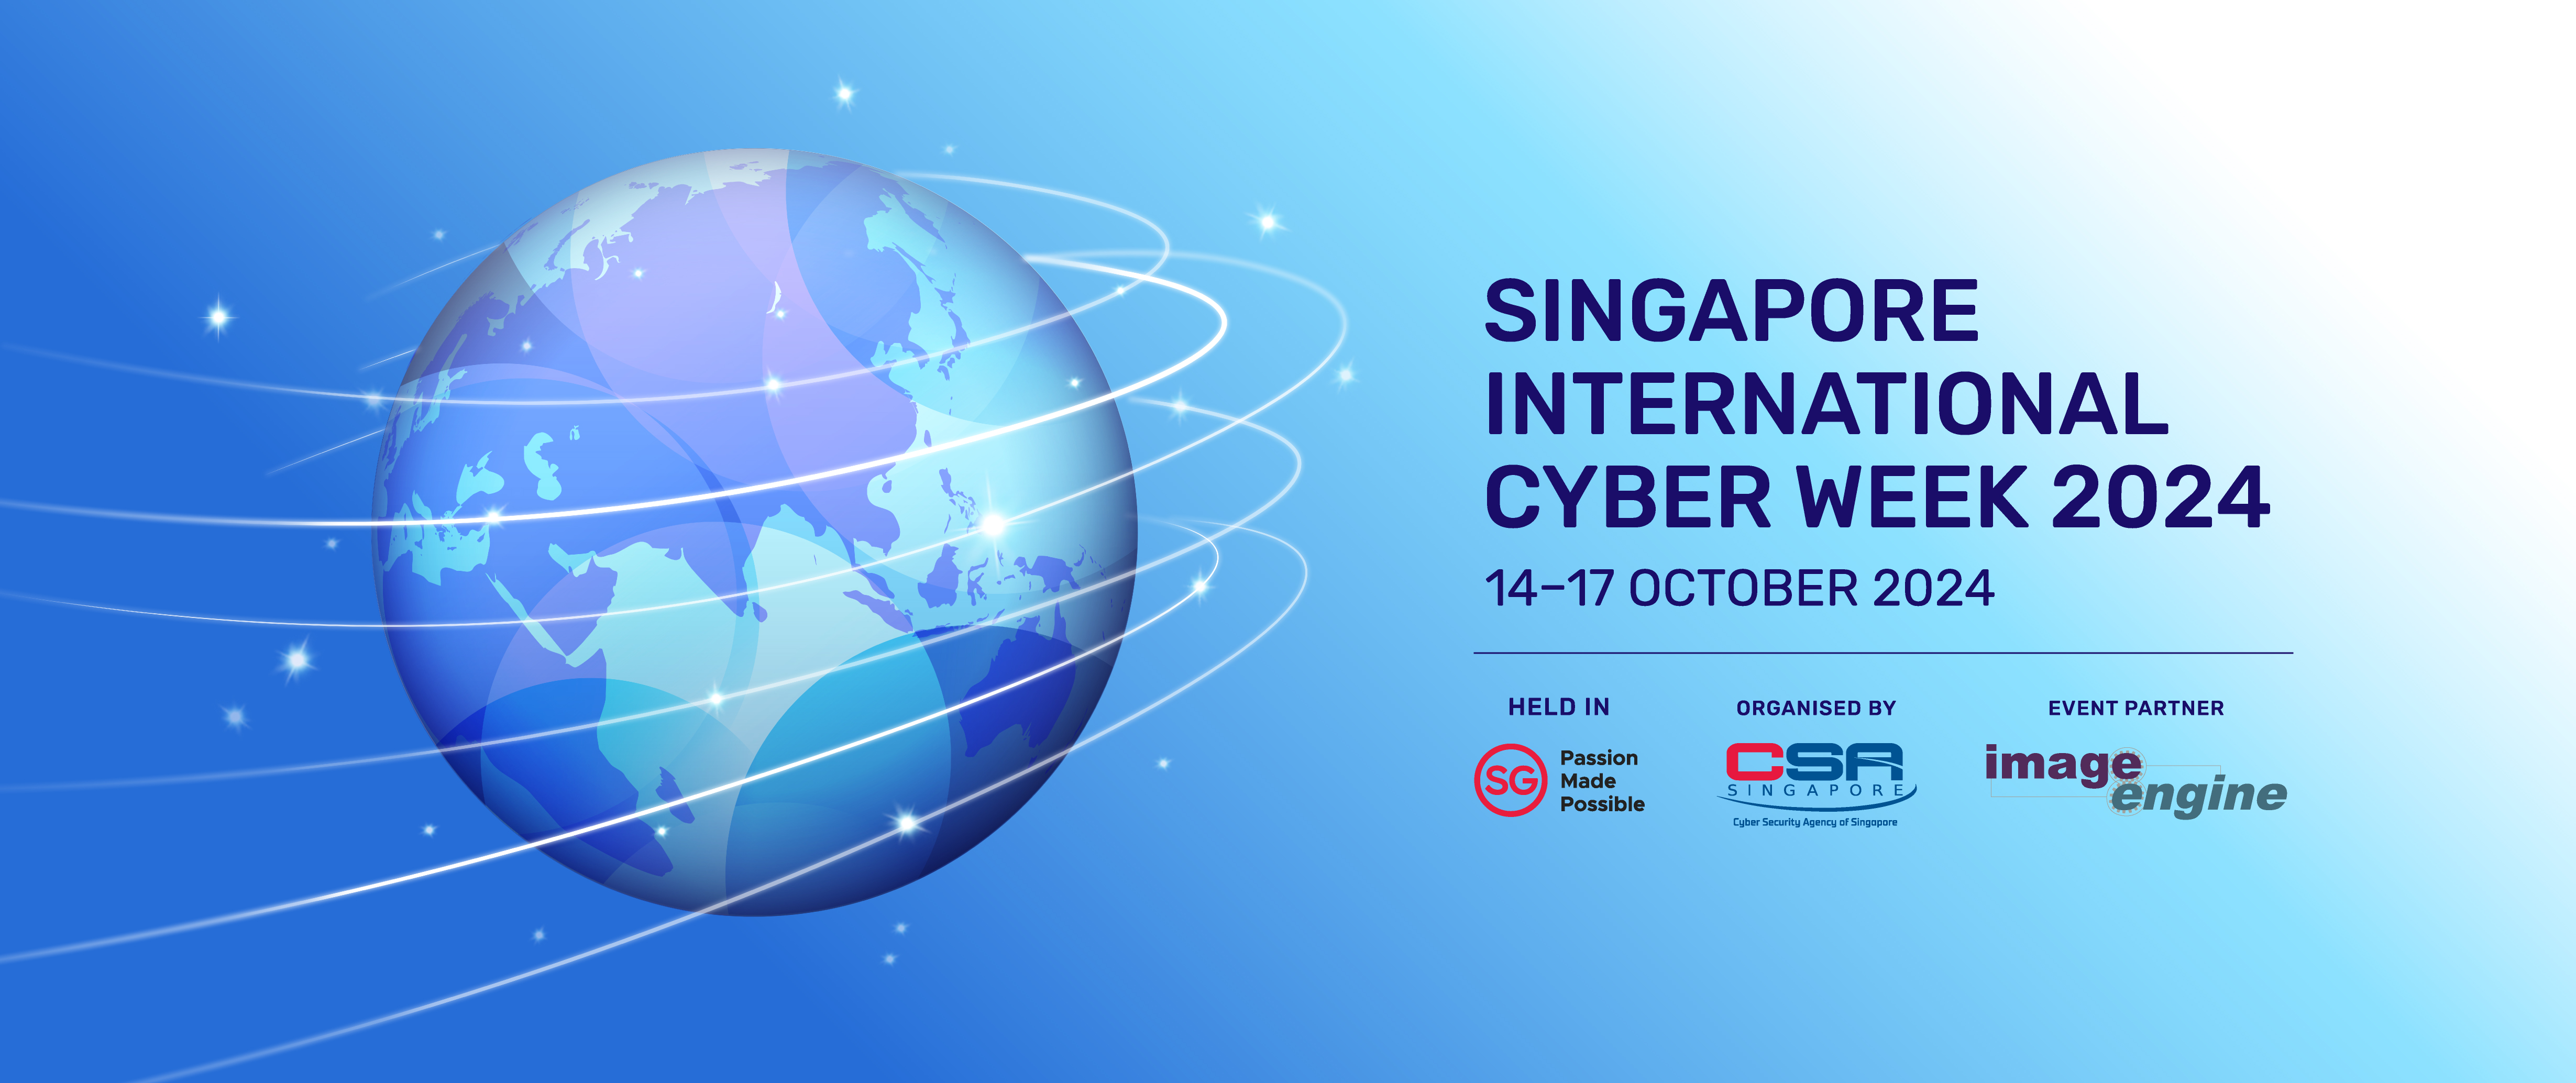 SINGAPORE
INTERNATIONAL
CYBER WEEK 2024
14–17 OCTOBER 2024
HELD IN
ORGANISED BY
EVENT PARTNER
SG
Passion
Made
Possible
CSA
SINGAPORE
Cyber Security Agency of Singapore
image
engine